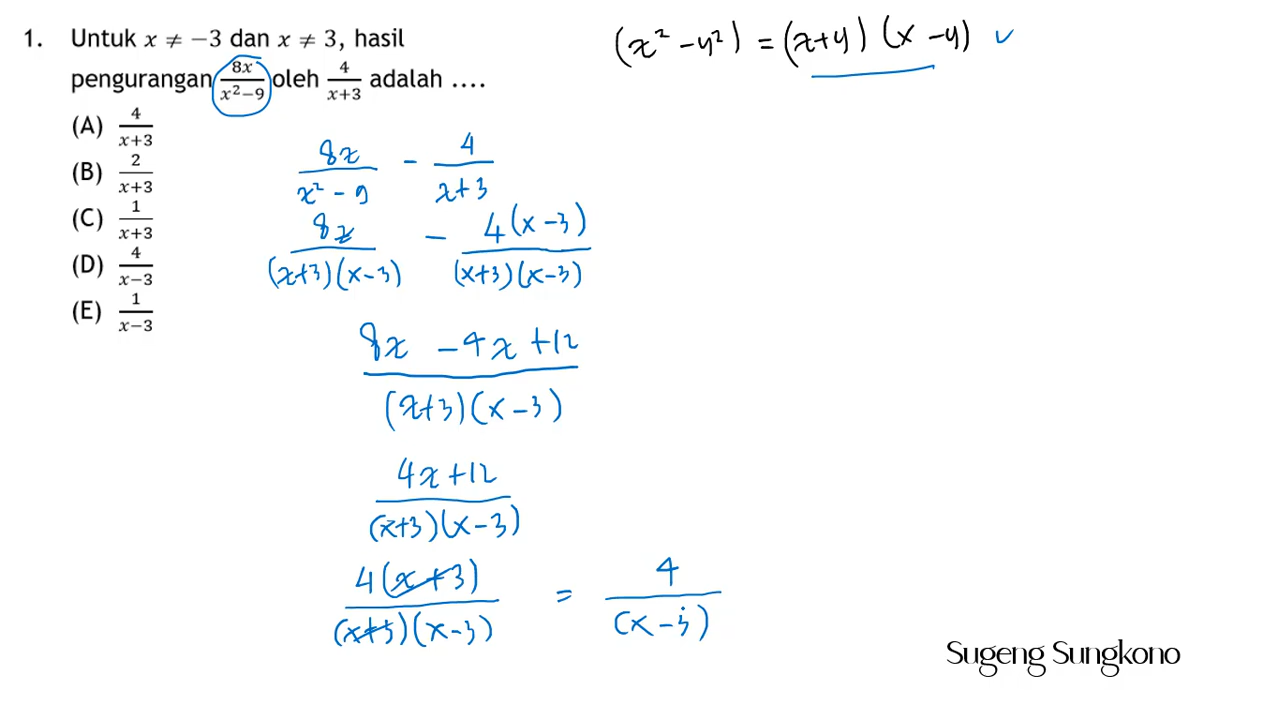 1. Untuk x ≠ −3 dan x ≠ 3, hasil
pengurangan 8x/(x²−9) oleh 4/(x+3) adalah ....
(A) 4/(x+3)
(B) 2/(x+3)
(C) 1/(x+3)
(D) 4/(x−3)
(E) 1/(x−3)
(x² − y²) = (x+y) (x − y) ✓
8x/(x² − 9) − 4/(x+3)
8x/((x+3)(x−3)) − 4(x−3)/((x+3)(x−3))
(8x − 4x + 12)/((x+3)(x−3))
(4x+12)/((x+3)(x−3))
4(x+3)/((x+3)(x−3)) = 4/(x−3)
Sugeng Sungkono